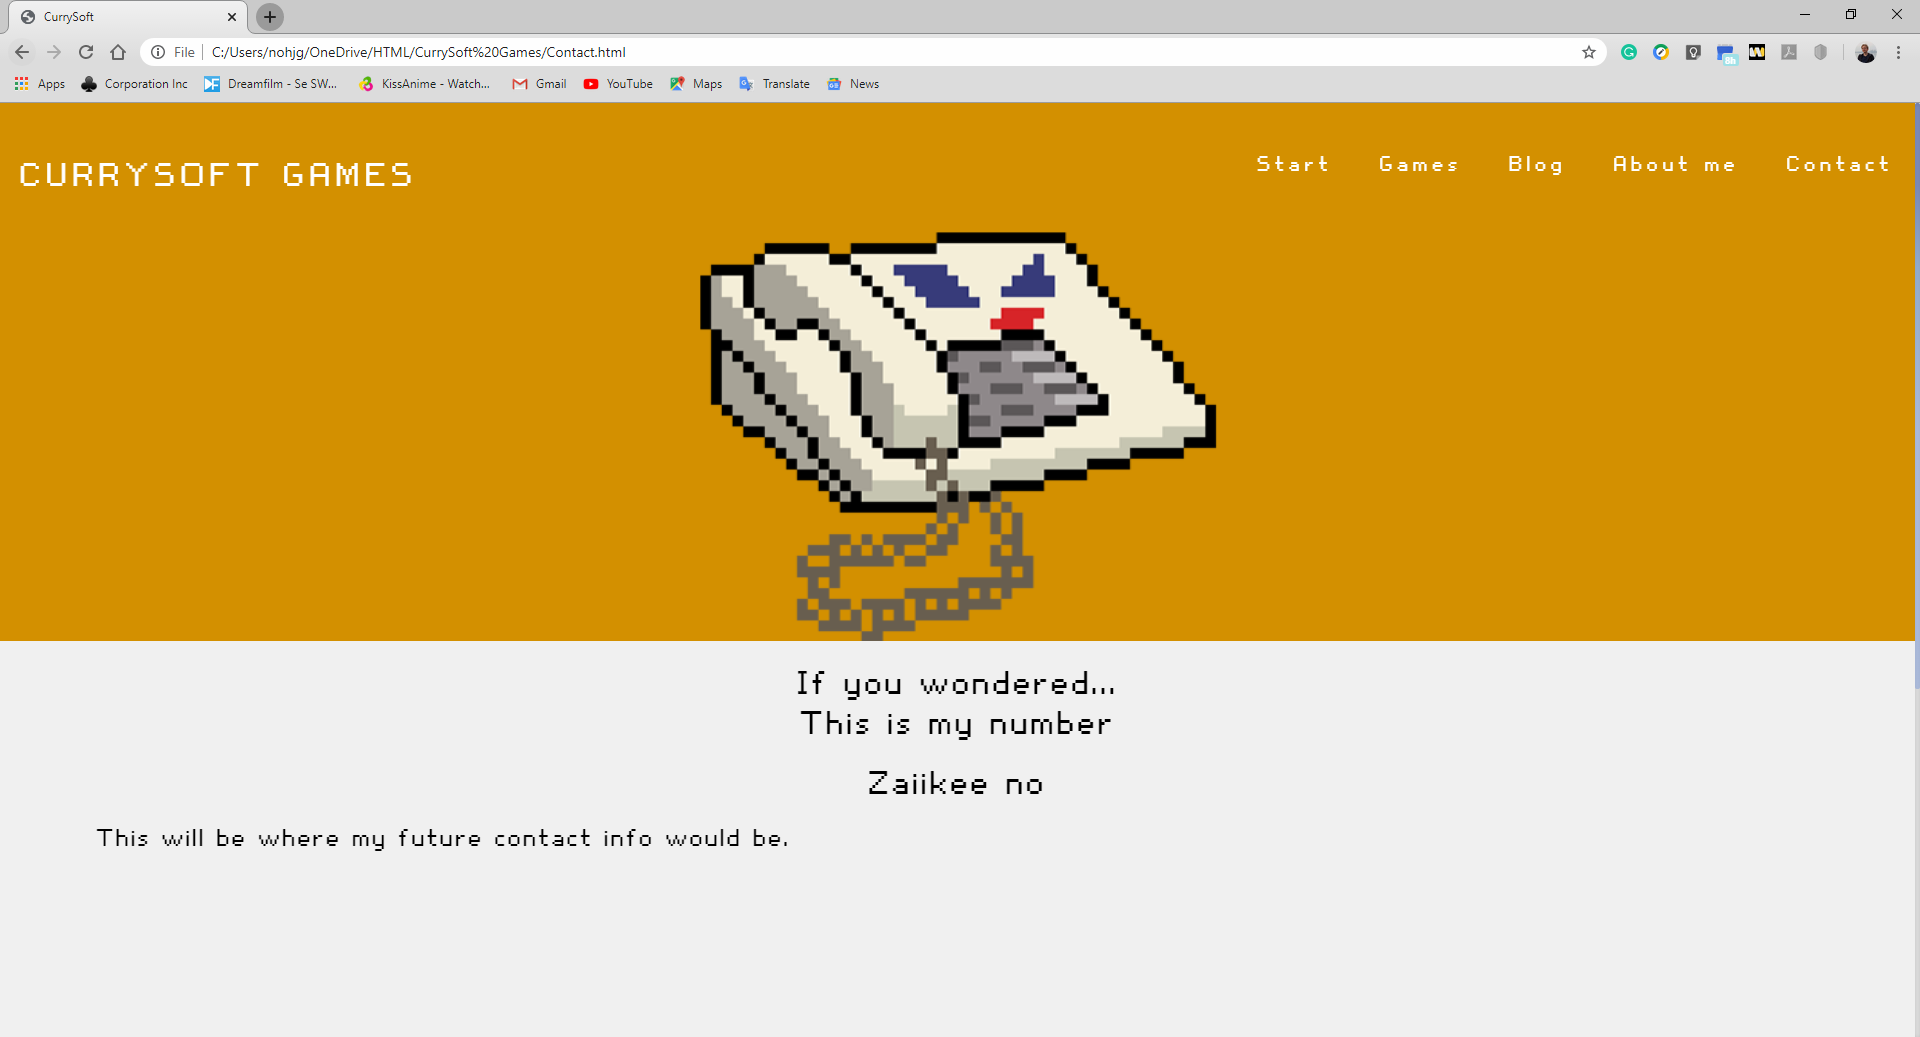 CurrySoft
File C:/Users/nohjg/OneDrive/HTML/CurrySoft%20Games/Contact.html
8h
Apps Corporation Inc Dreamfilm - Se SW... KissAnime - Watch... Gmail YouTube Maps Translate News
CURRYSOFT GAMES
Start Games Blog About me Contact
If you wondered...
This is my number
Zaiikee no
This will be where my future contact info would be.